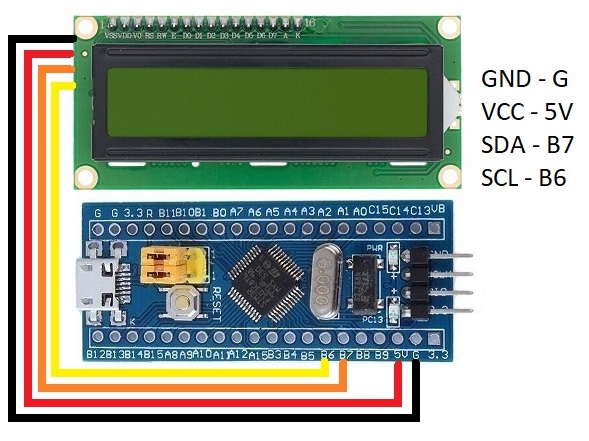 1 16
VSS VDD VO RS RW E D0 D1 D2 D3 D4 D5 D6 D7 A K
GND - G
VCC - 5V
SDA - B7
SCL - B6
G G 3.3 R B11 B10 B1 B0 A7 A6 A5 A4 A3 A2 A1 A0 C15 C14 C13 VB
PWR
RESET
PC13
B12 B13 B14 B15 A8 A9 A10 A11 A12 A15 B3 B4 B5 B6 B7 B8 B9 5V G 3.3